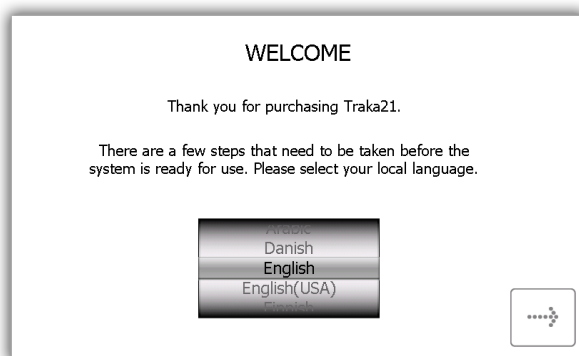 WELCOME
Thank you for purchasing Traka21.
There are a few steps that need to be taken before the
system is ready for use. Please select your local language.
Arabic
Danish
English
English(USA)
Finnish